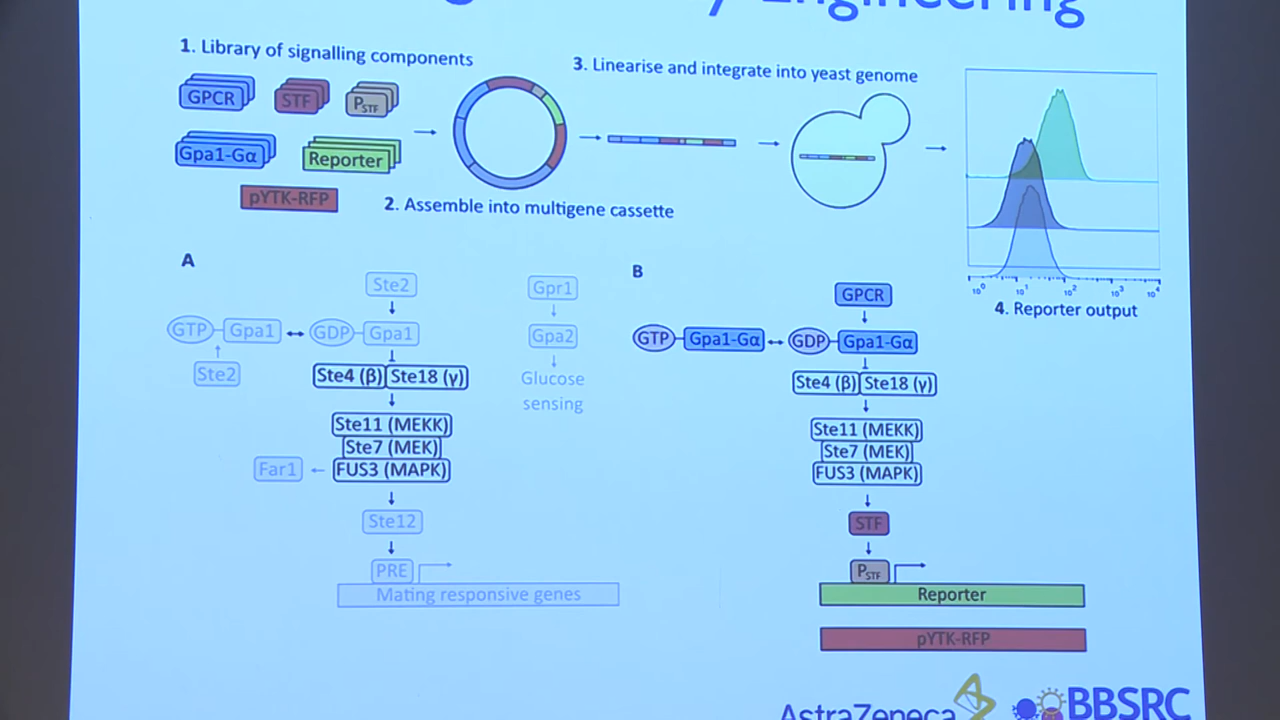 Engineering
1. Library of signalling components
3. Linearise and integrate into yeast genome
GPCR STF PSTF
Gpa1-Gα Reporter
pYTK-RFP
2. Assemble into multigene cassette
10⁰ 10¹ 10² 10³ 10⁴
4. Reporter output
A
Ste2
GTP Gpa1 GDP Gpa1
Ste2
Ste4 (β) Ste18 (γ)
Ste11 (MEKK)
Ste7 (MEK)
Far1 FUS3 (MAPK)
Ste12
PRE
Mating responsive genes
Gpr1
Gpa2
Glucose
sensing
B
GPCR
GTP Gpa1-Gα GDP Gpa1-Gα
Ste4 (β) Ste18 (γ)
Ste11 (MEKK)
Ste7 (MEK)
FUS3 (MAPK)
STF
PSTF
Reporter
pYTK-RFP
AstraZeneca BBSRC